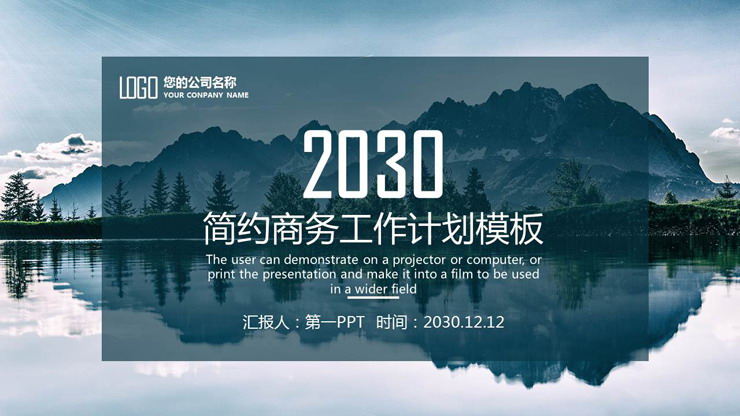 LOGO 您的公司名称
YOUR CONPANY NAME
2030
简约商务工作计划模板
The user can demonstrate on a projector or computer, or
print the presentation and make it into a film to be used
in a wider field
汇报人：第一PPT 时间：2030.12.12